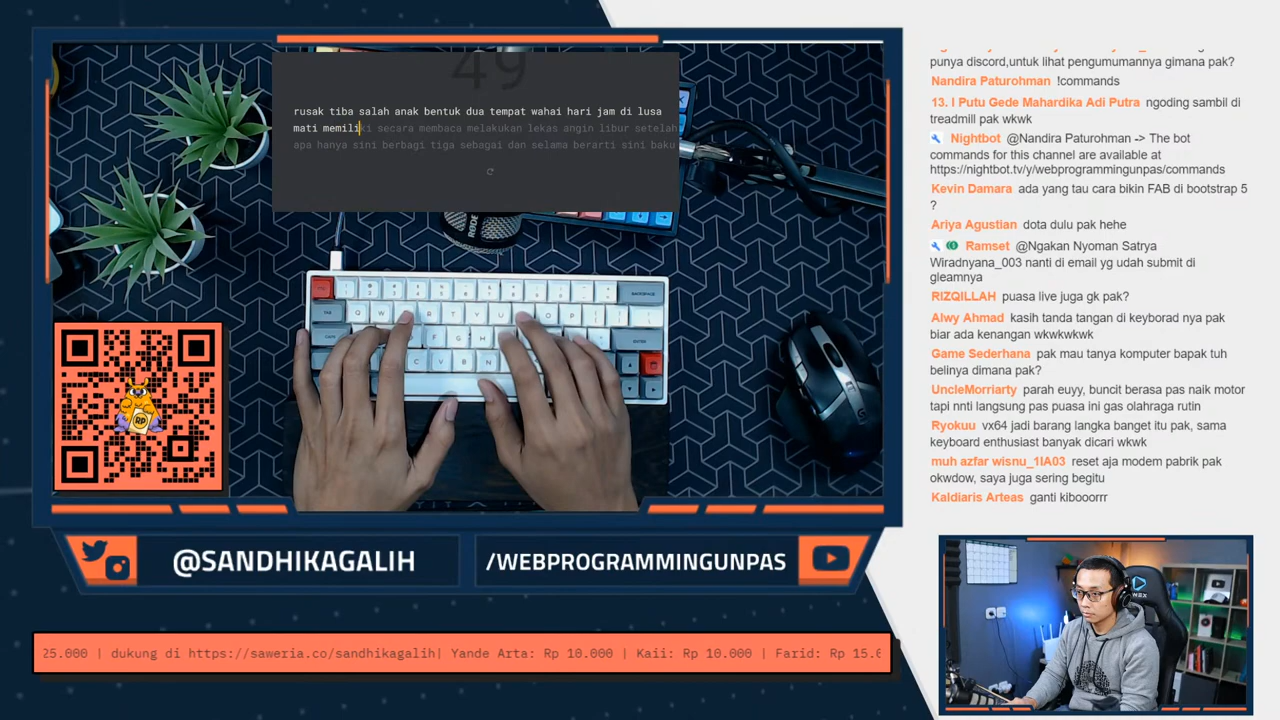 49
rusak tiba salah anak bentuk dua tempat wahai hari jam di lusa
mati memiliki secara membaca melakukan lekas angin libur setelah
apa hanya sini berbagi tiga sebagai dan selama berarti sini baku
RØDE
RP
@SANDHIKAGALIH
/WEBPROGRAMMINGUNPAS
25.000 | dukung di https://saweria.co/sandhikagalih| Yande Arta: Rp 10.000 | Kaii: Rp 10.000 | Farid: Rp 15.0
punya discord,untuk lihat pengumumannya gimana pak?
Nandira Paturohman !commands
13. I Putu Gede Mahardika Adi Putra ngoding sambil di
treadmill pak wkwk
Nightbot @Nandira Paturohman -> The bot
commands for this channel are available at
https://nightbot.tv/y/webprogrammingunpas/commands
Kevin Damara ada yang tau cara bikin FAB di bootstrap 5
?
Ariya Agustian dota dulu pak hehe
Ramset @Ngakan Nyoman Satrya
Wiradnyana_003 nanti di email yg udah submit di
gleamnya
RIZQILLAH puasa live juga gk pak?
Alwy Ahmad kasih tanda tangan di keyborad nya pak
biar ada kenangan wkwkwkwk
Game Sederhana pak mau tanya komputer bapak tuh
belinya dimana pak?
UncleMorriarty parah euyy, buncit berasa pas naik motor
tapi nnti langsung pas puasa ini gas olahraga rutin
Ryokuu vx64 jadi barang langka banget itu pak, sama
keyboard enthusiast banyak dicari wkwk
muh azfar wisnu_1IA03 reset aja modem pabrik pak
okwdow, saya juga sering begitu
Kaldiaris Arteas ganti kibooorrr